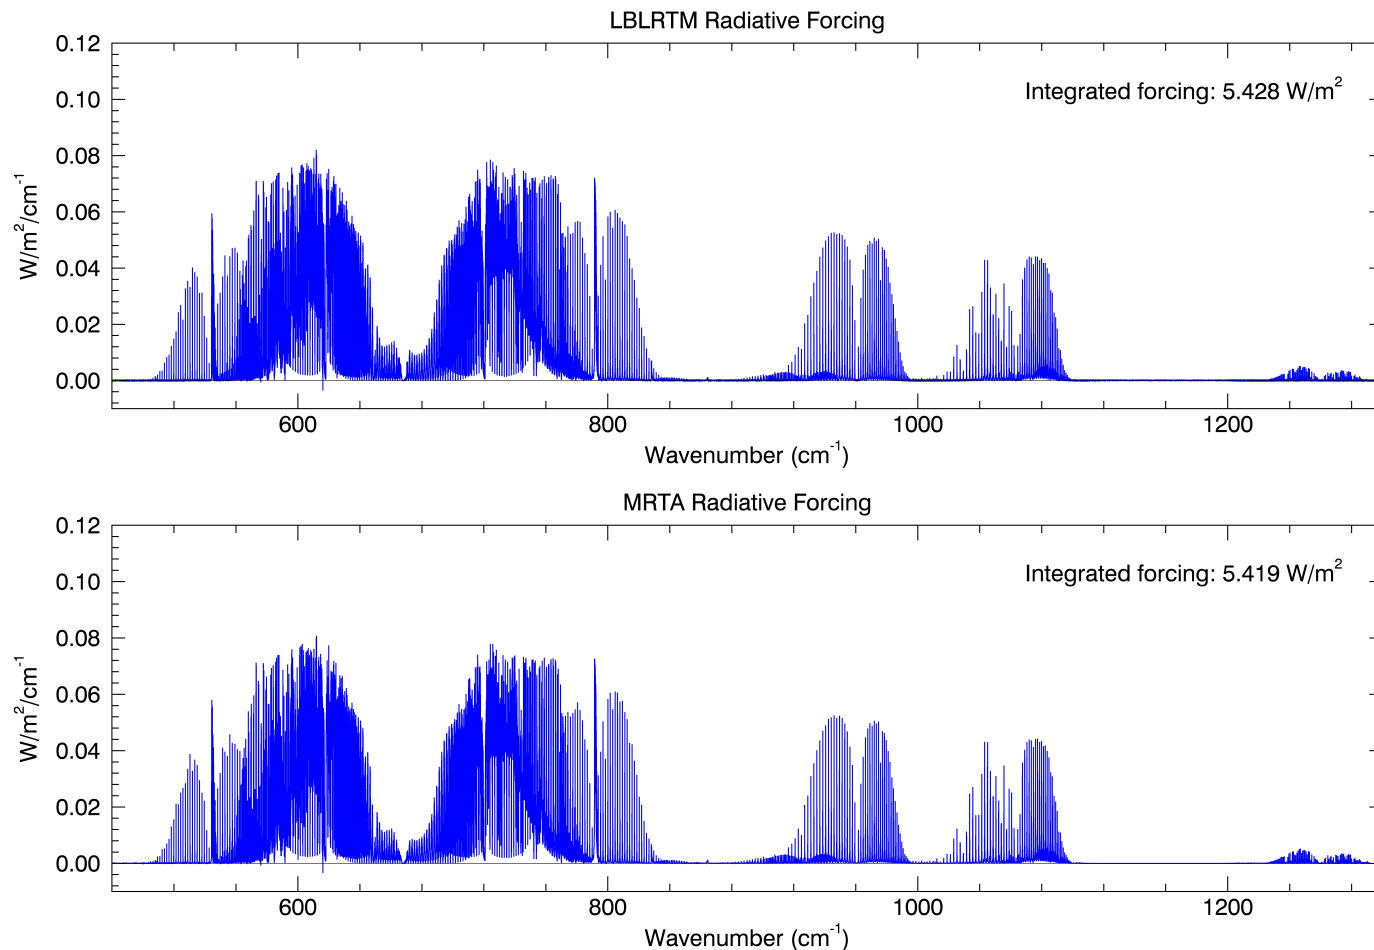 LBLRTM Radiative Forcing
0.12
Integrated forcing: 5.428 W/m²
0.10
0.08
0.06
0.04
0.02
0.00
W/m²/cm⁻¹
600 800 1000 1200
Wavenumber (cm⁻¹)
MRTA Radiative Forcing
0.12
Integrated forcing: 5.419 W/m²
0.10
0.08
0.06
0.04
0.02
0.00
W/m²/cm⁻¹
600 800 1000 1200
Wavenumber (cm⁻¹)